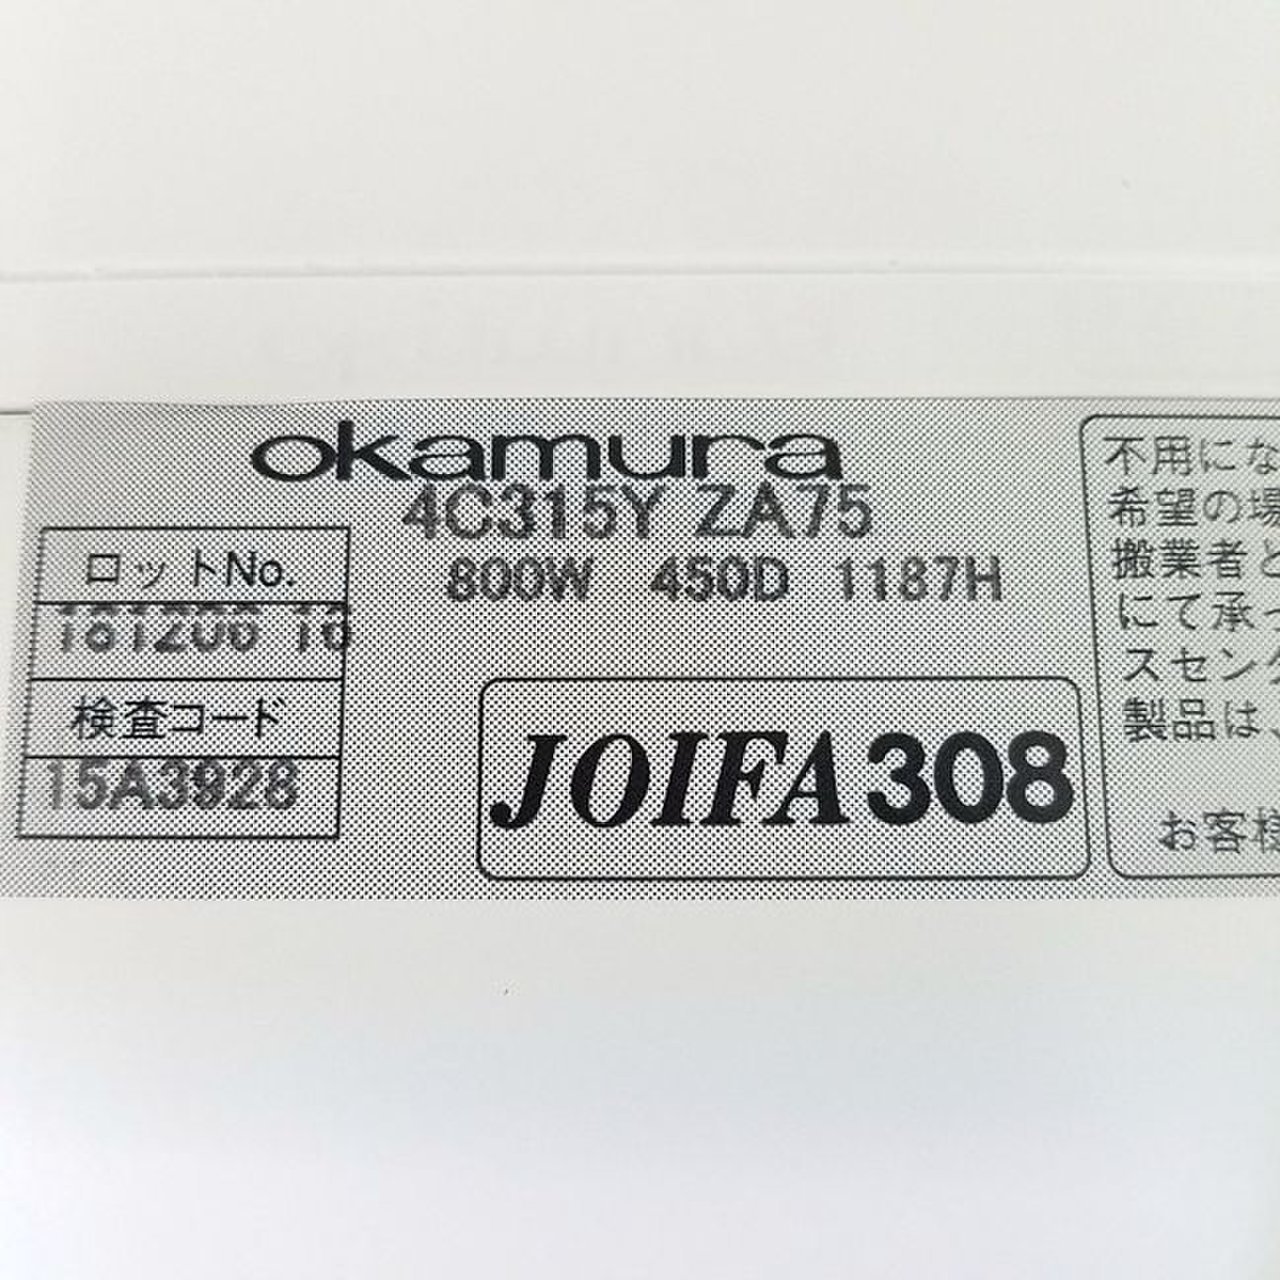 okamura
4C315Y ZA75
800W 450D 1187H
ロットNo.
検査コード
15A3928
JOIFA308
不用にな
希望の場
搬業者と
にて承っ
スセンタ
製品は、
お客様